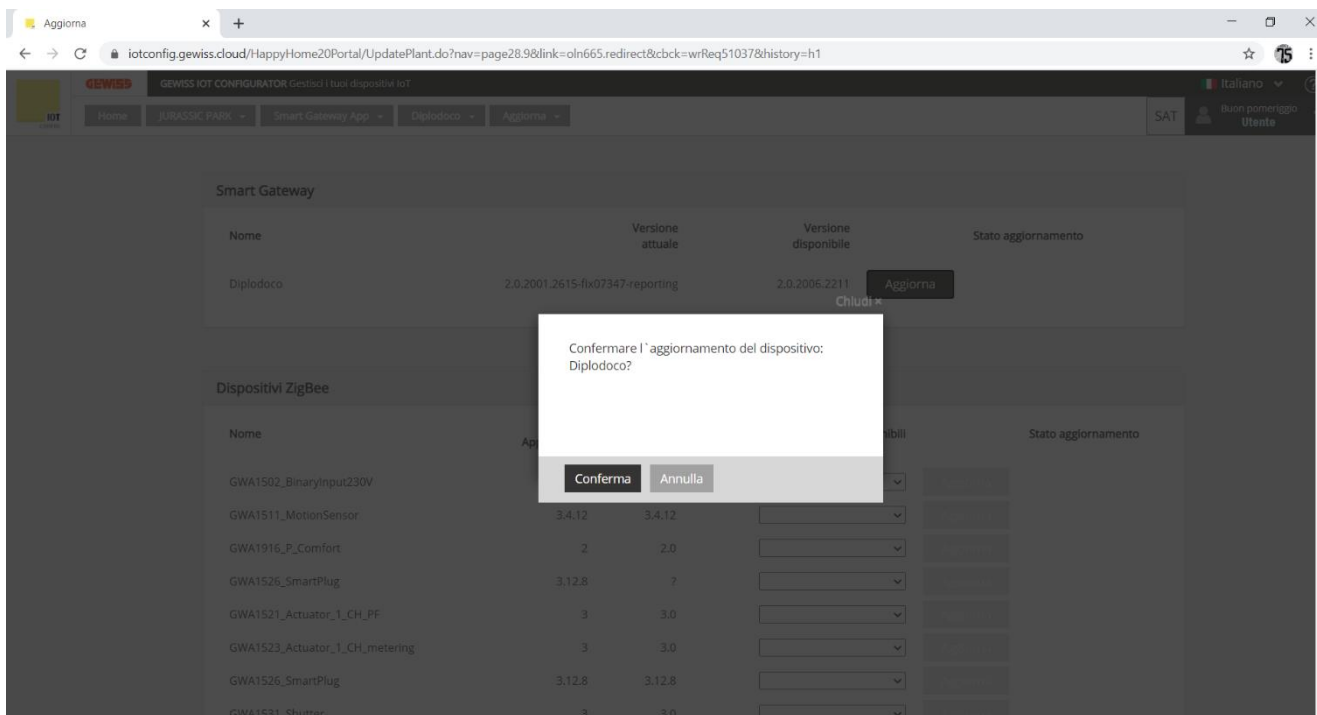 Aggiorna
iotconfig.gewiss.cloud/HappyHome20Portal/UpdatePlant.do?nav=page28.9&link=oln665.redirect&cbck=wrReq51037&history=h1
GEWISS GEWISS IOT CONFIGURATOR Gestisci i tuoi dispositivi IoT Italiano
IOT Home JURASSIC PARK Smart Gateway App Diplodoco Aggiorna SAT Buon pomeriggio
Utente
Smart Gateway
Nome Versione attuale Versione disponibile Stato aggiornamento
Diplodoco 2.0.2001.2615-fix07347-reporting 2.0.2006.2211 Aggiorna
Chiudi ×
Confermare l`aggiornamento del dispositivo:
Diplodoco?
Conferma Annulla
Dispositivi ZigBee
Nome Stato aggiornamento
GWA1502_BinaryInput230V
GWA1511_MotionSensor 3.4.12 3.4.12
GWA1916_P_Comfort 2 2.0
GWA1526_SmartPlug 3.12.8 ?
GWA1521_Actuator_1_CH_PF 3 3.0
GWA1523_Actuator_1_CH_metering 3 3.0
GWA1526_SmartPlug 3.12.8 3.12.8
GWA1531_Shutter 3 3.0